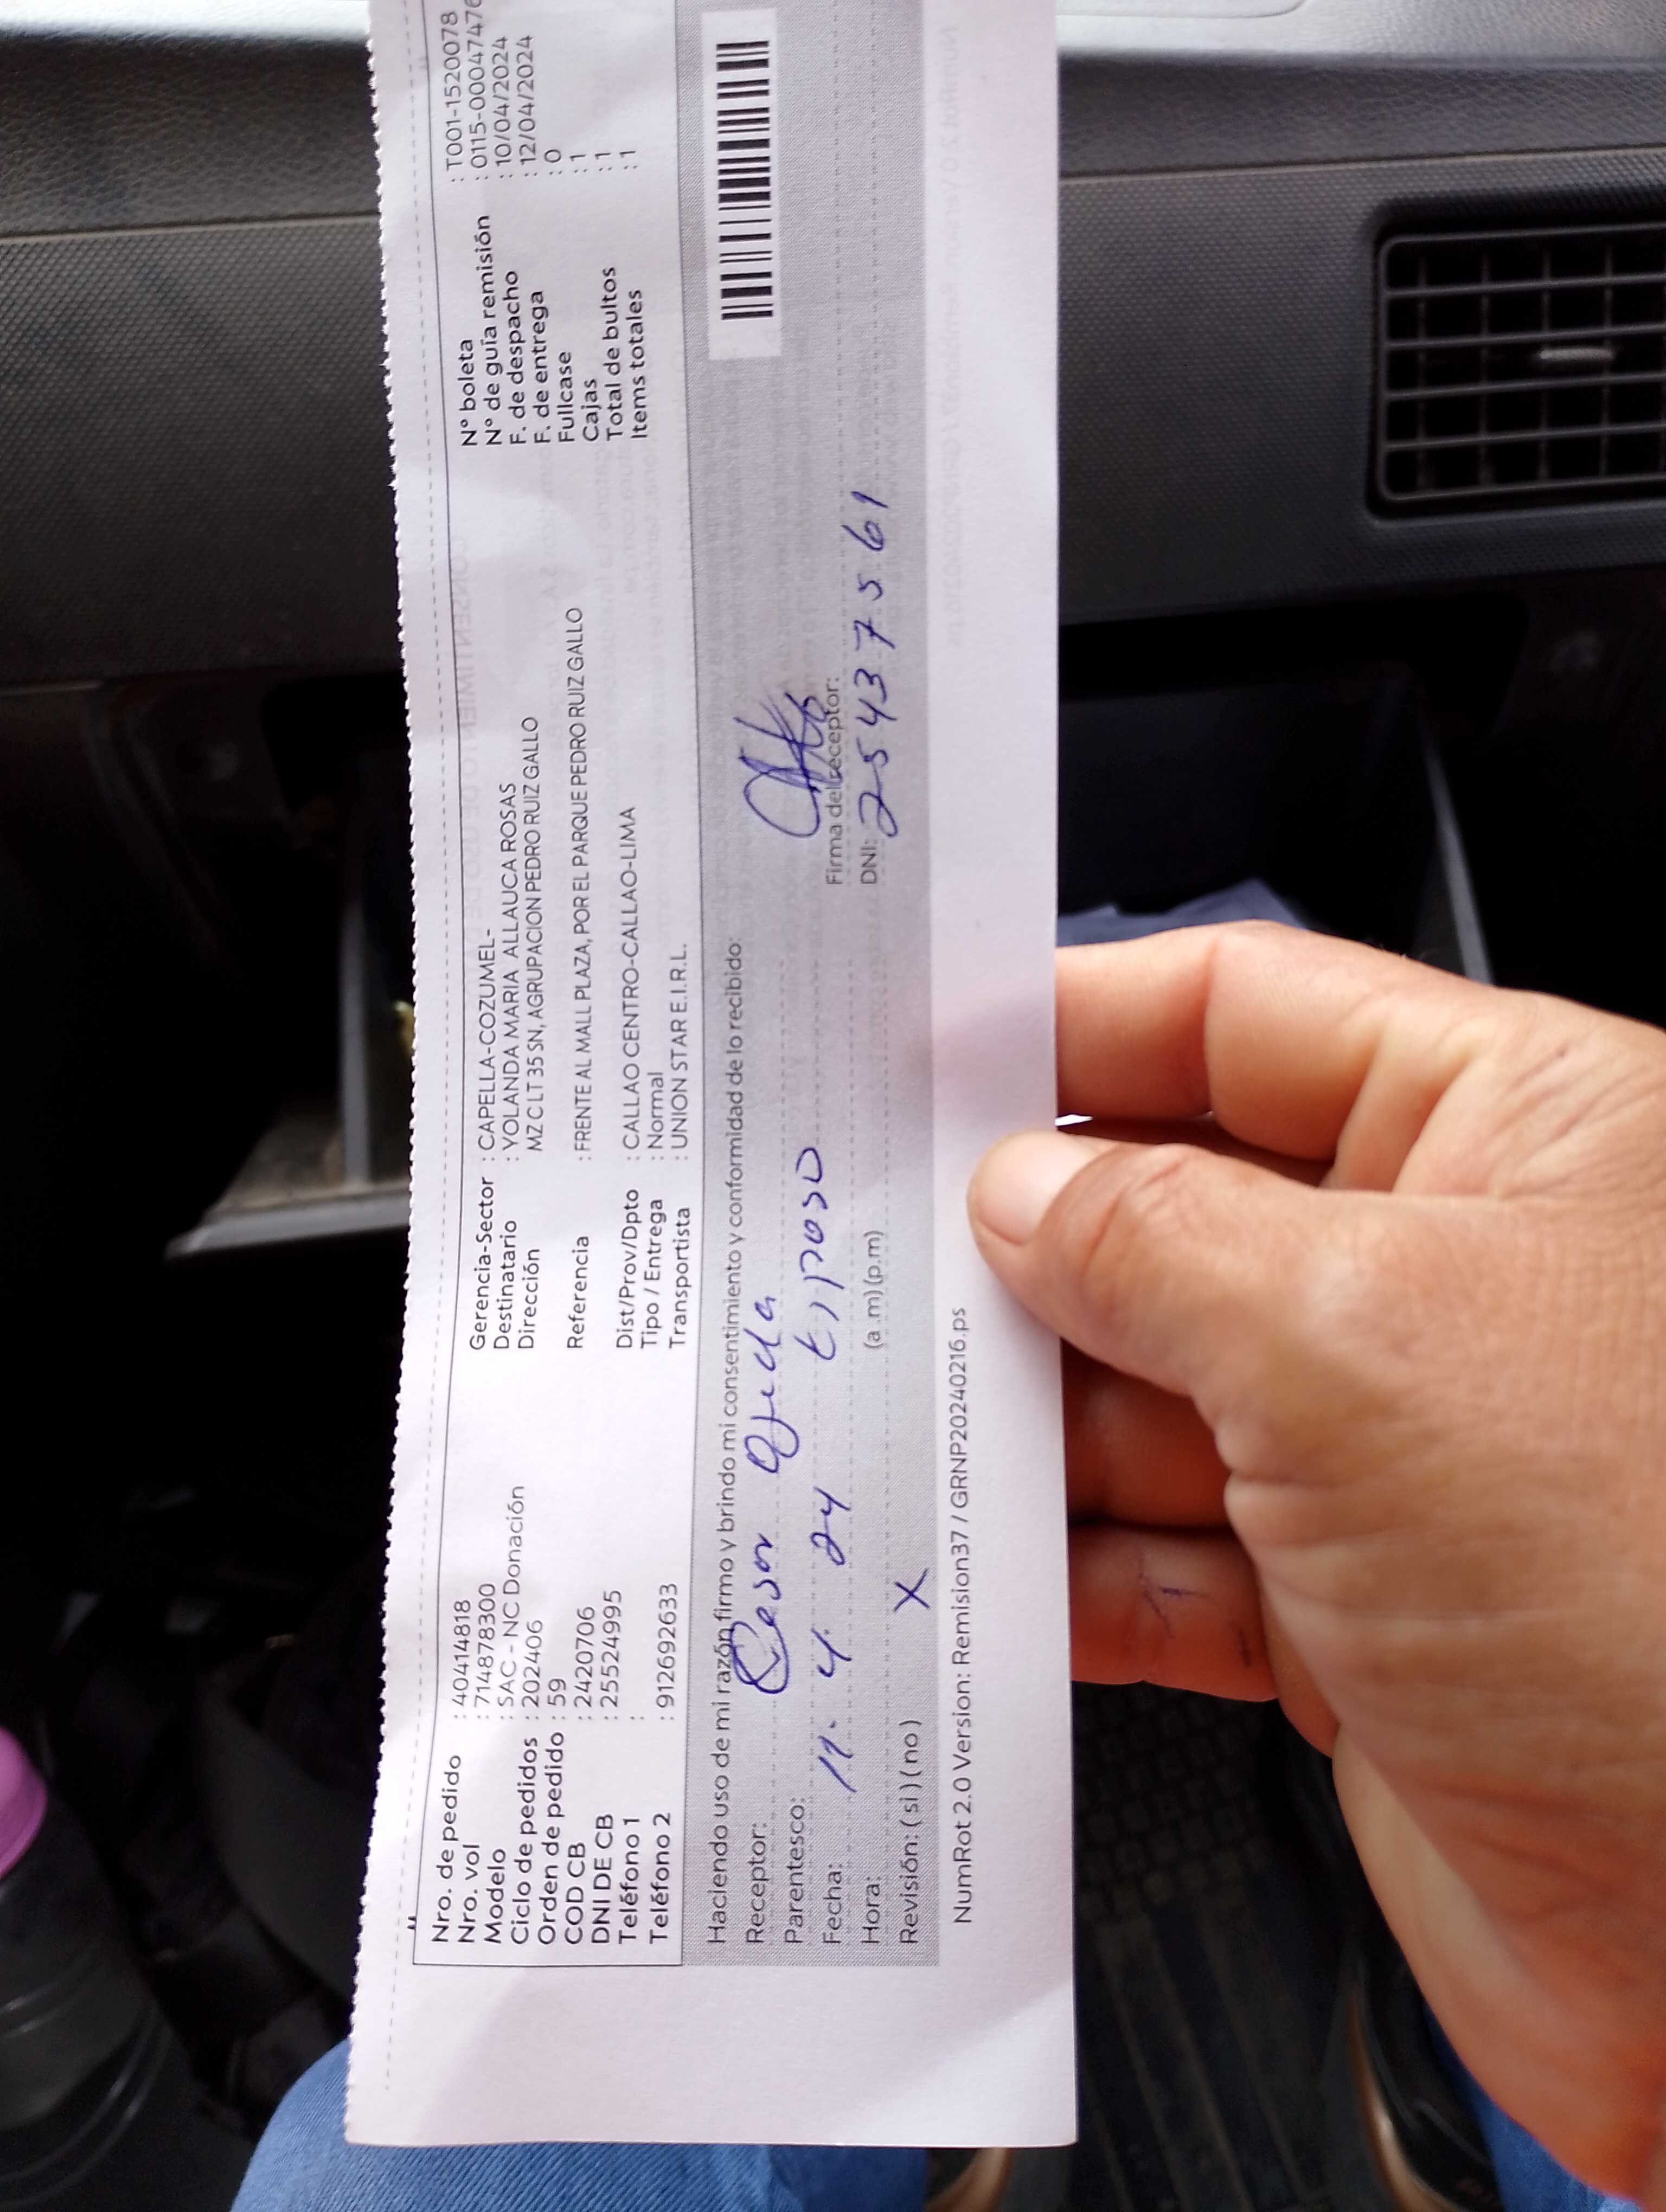 Nro. de pedido : 40414818
Nro. vol : 714878300
Modelo : SAC - NC Donación
Ciclo de pedidos : 202406
Orden de pedido : 59
COD CB : 2420706
DNI DE CB : 25524995
Teléfono 1 :
Teléfono 2 : 912692633
Gerencia-Sector : CAPELLA-COZUMEL-
Destinatario : YOLANDA MARIA ALLAUCA ROSAS
Dirección MZ C LT 35 SN, AGRUPACION PEDRO RUIZ GALLO
Referencia : FRENTE AL MALL PLAZA, POR EL PARQUE PEDRO RUIZ GALLO
Dist/Prov/Dpto : CALLAO CENTRO-CALLAO-LIMA
Tipo / Entrega : Normal
Transportista : UNION STAR E.I.R.L.
N° boleta : T001-1520078
N° de guía remisión : 0115-0004747
F. de despacho : 10/04/2024
F. de entrega : 12/04/2024
Fullcase : 0
Cajas : 1
Total de bultos : 1
Items totales : 1
Haciendo uso de mi razón firmo y brindo mi consentimiento y conformidad de lo recibido:
Receptor: Cesar
Parentesco: Esposo
Fecha: 11. 4. 24
Hora: (a.m) (p.m)
Revisión: ( si ) ( no ) X
Firma del receptor:
DNI: 25437561
NumRot 2.0 Version: Remision37 / GRNP20240216.ps